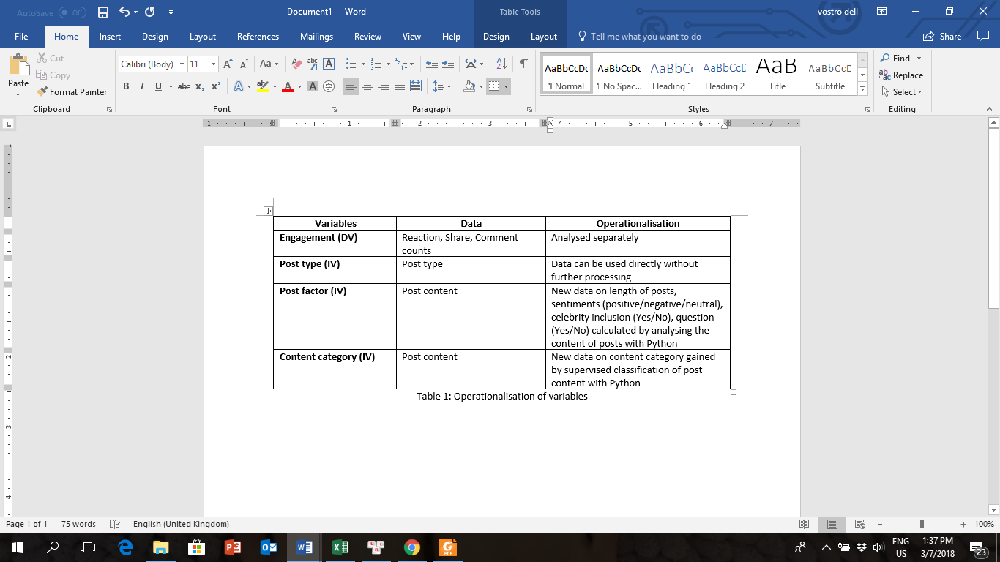 AutoSave Off
Document1 - Word
Table Tools
vostro dell
File Home Insert Design Layout References Mailings Review View Help Design Layout Tell me what you want to do Share
Paste
Cut
Copy
Format Painter
Calibri (Body) 11
AaBbCcDc AaBbCcDc AaBbCc AaBbCcD AaB AaBbCcD
¶ Normal ¶ No Spac... Heading 1 Heading 2 Title Subtitle
Find
Replace
Select
Clipboard Font Paragraph Styles Editing
1 1 2 3 4 5 6 7
Variables Data Operationalisation
Engagement (DV) Reaction, Share, Comment
counts
Analysed separately
Post type (IV) Post type Data can be used directly without
further processing
Post factor (IV) Post content New data on length of posts,
sentiments (positive/negative/neutral),
celebrity inclusion (Yes/No), question
(Yes/No) calculated by analysing the
content of posts with Python
Content category (IV) Post content New data on content category gained
by supervised classification of post
content with Python
Table 1: Operationalisation of variables
Page 1 of 1 75 words English (United Kingdom) 100%
ENG
US
1:37 PM
3/7/2018
23